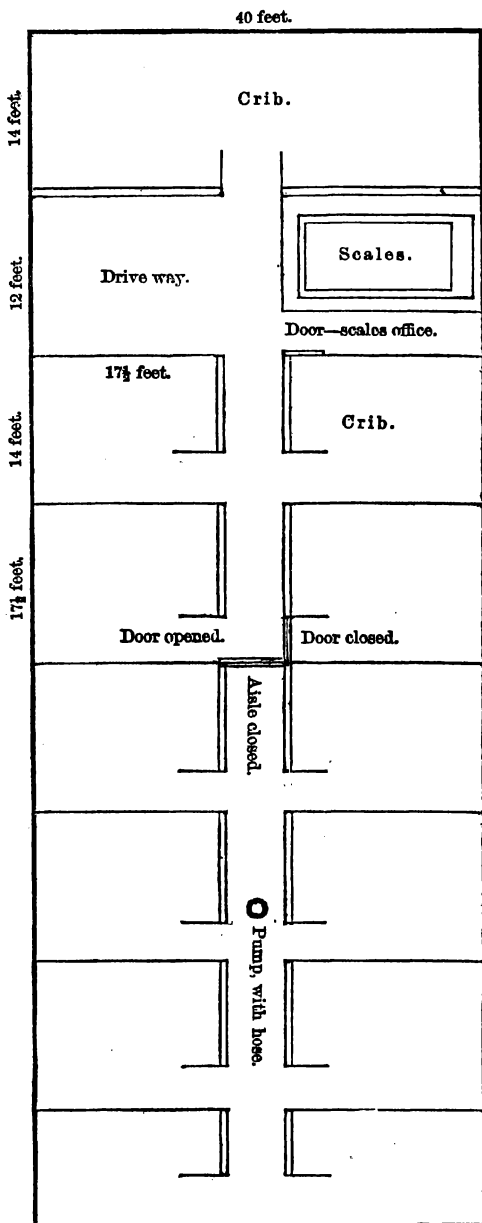 40 feet.
14 feet.
Crib.
12 feet.
Drive way.
Scales.
Door—scales office.
17½ feet.
14 feet.
Crib.
17½ feet.
Door opened.
Door closed.
Aisle closed.
Pump, with hose.